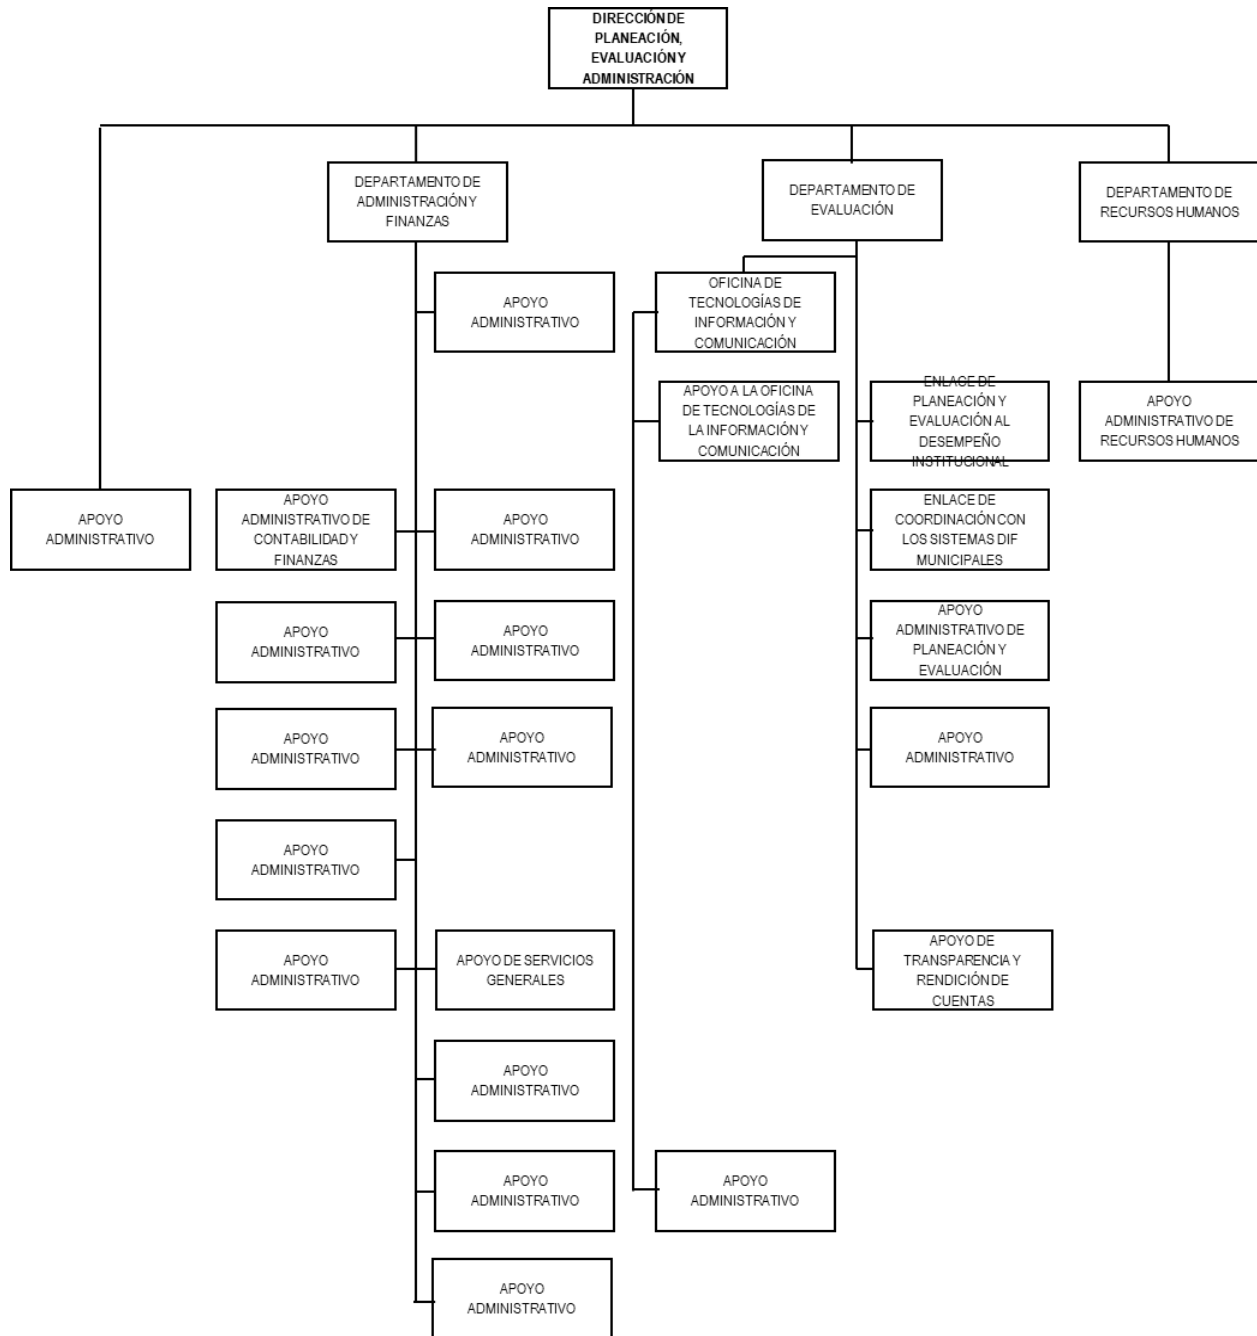 DIRECCIÓN DE
PLANEACIÓN,
EVALUACIÓN Y
ADMINISTRACIÓN
DEPARTAMENTO DE
ADMINISTRACIÓN Y
FINANZAS
DEPARTAMENTO DE
EVALUACIÓN
DEPARTAMENTO DE
RECURSOS HUMANOS
APOYO
ADMINISTRATIVO
OFICINA DE
TECNOLOGÍAS DE
INFORMACIÓN Y
COMUNICACIÓN
APOYO A LA OFICINA
DE TECNOLOGÍAS DE
LA INFORMACIÓN Y
COMUNICACIÓN
ENLACE DE
PLANEACIÓN Y
EVALUACIÓN AL
DESEMPEÑO
INSTITUCIONAL
APOYO
ADMINISTRATIVO DE
RECURSOS HUMANOS
APOYO
ADMINISTRATIVO
APOYO
ADMINISTRATIVO DE
CONTABILIDAD Y
FINANZAS
APOYO
ADMINISTRATIVO
ENLACE DE
COORDINACIÓN CON
LOS SISTEMAS DIF
MUNICIPALES
APOYO
ADMINISTRATIVO
APOYO
ADMINISTRATIVO
APOYO
ADMINISTRATIVO DE
PLANEACIÓN Y
EVALUACIÓN
APOYO
ADMINISTRATIVO
APOYO
ADMINISTRATIVO
APOYO
ADMINISTRATIVO
APOYO
ADMINISTRATIVO
APOYO
ADMINISTRATIVO
APOYO DE SERVICIOS
GENERALES
APOYO DE
TRANSPARENCIA Y
RENDICIÓN DE
CUENTAS
APOYO
ADMINISTRATIVO
APOYO
ADMINISTRATIVO
APOYO
ADMINISTRATIVO
APOYO
ADMINISTRATIVO